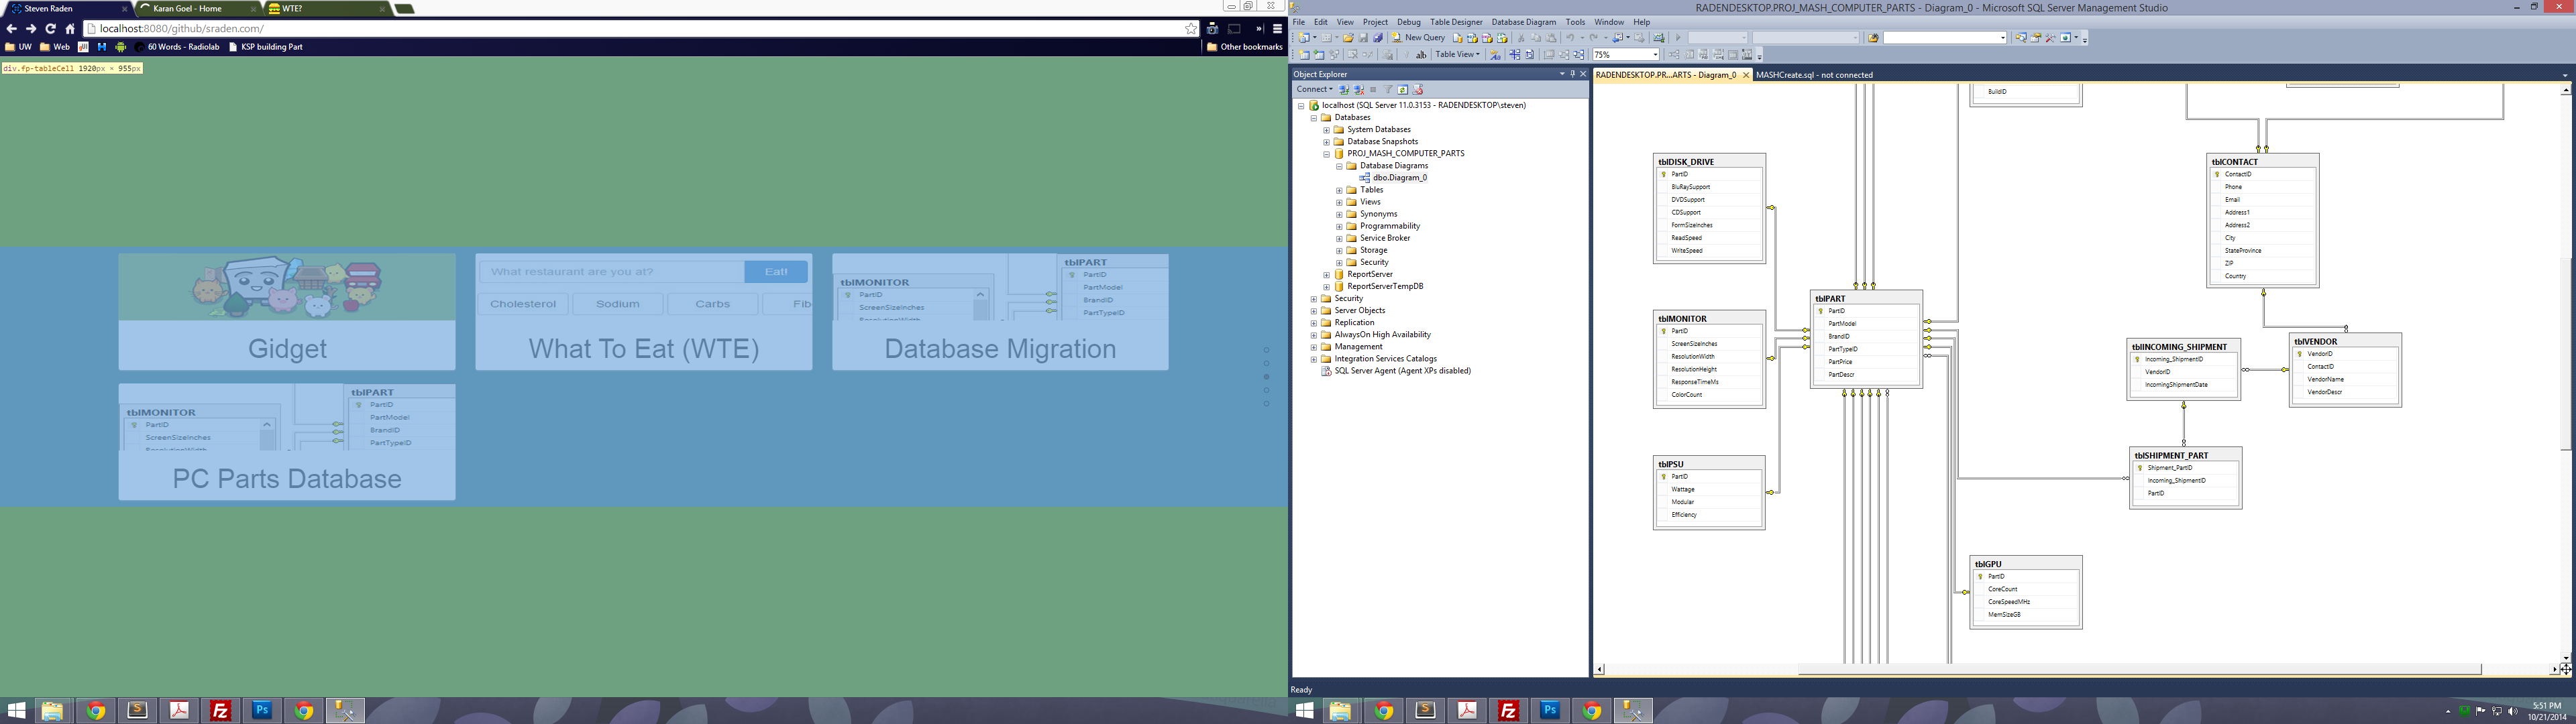 Steven Raden
Karan Goel - Home
WTE?
localhost:8080/github/sraden.com/
UW
Web
60 Words - Radiolab
KSP building Part
Other bookmarks
div.fp-tableCell 1920px × 955px
Gidget
What restaurant are you at?
Eat!
Cholesterol
Sodium
Carbs
Fib
What To Eat (WTE)
tblMONITOR
PartID
ScreenSizeInches
tblPART
PartID
PartModel
BrandID
PartTypeID
Database Migration
tblMONITOR
PartID
ScreenSizeInches
tblPART
PartID
PartModel
BrandID
PartTypeID
PC Parts Database
RADENDESKTOP.PROJ_MASH_COMPUTER_PARTS - Diagram_0 - Microsoft SQL Server Management Studio
File Edit View Project Debug Table Designer Database Diagram Tools Window Help
New Query
Table View
75%
Object Explorer
Connect
localhost (SQL Server 11.0.3153 - RADENDESKTOP\steven)
Databases
System Databases
Database Snapshots
PROJ_MASH_COMPUTER_PARTS
Database Diagrams
dbo.Diagram_0
Tables
Views
Synonyms
Programmability
Service Broker
Storage
Security
ReportServer
ReportServerTempDB
Security
Server Objects
Replication
AlwaysOn High Availability
Management
Integration Services Catalogs
SQL Server Agent (Agent XPs disabled)
RADENDESKTOP.PR...ARTS - Diagram_0
MASHCreate.sql - not connected
BuildID
tblDISK_DRIVE
PartID
BluRaySupport
DVDSupport
CDSupport
FormSizeInches
ReadSpeed
WriteSpeed
tblMONITOR
PartID
ScreenSizeInches
ResolutionWidth
ResolutionHeight
ResponseTimeMs
ColorCount
tblPSU
PartID
Wattage
Modular
Efficiency
tblPART
PartID
PartModel
BrandID
PartTypeID
PartPrice
PartDescr
tblCONTACT
ContactID
Phone
Email
Address1
Address2
City
StateProvince
ZIP
Country
tblINCOMING_SHIPMENT
Incoming_ShipmentID
VendorID
IncomingShipmentDate
tblVENDOR
VendorID
ContactID
VendorName
VendorDescr
tblSHIPMENT_PART
Shipment_PartID
Incoming_ShipmentID
PartID
tblGPU
PartID
CoreCount
CoreSpeedMHz
MemSizeGB
Ready
5:51 PM
10/21/2014